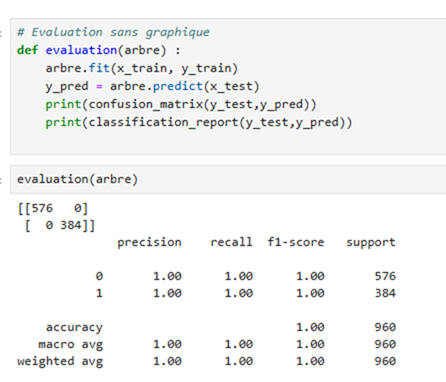 # Evaluation sans graphique
def evaluation(arbre) :
    arbre.fit(x_train, y_train)
    y_pred = arbre.predict(x_test)
    print(confusion_matrix(y_test,y_pred))
    print(classification_report(y_test,y_pred))
evaluation(arbre)
[[576   0]
 [  0 384]]
              precision    recall  f1-score   support
           0       1.00      1.00      1.00       576
           1       1.00      1.00      1.00       384
    accuracy                           1.00       960
   macro avg       1.00      1.00      1.00       960
weighted avg       1.00      1.00      1.00       960